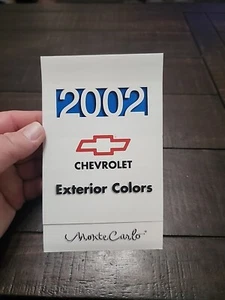 2002
CHEVROLET
Exterior Colors
Monte Carlo